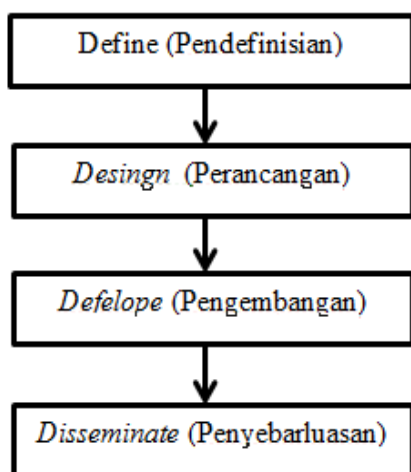 Define (Pendefinisian)
Desingn (Perancangan)
Defelope (Pengembangan)
Disseminate (Penyebarluasan)